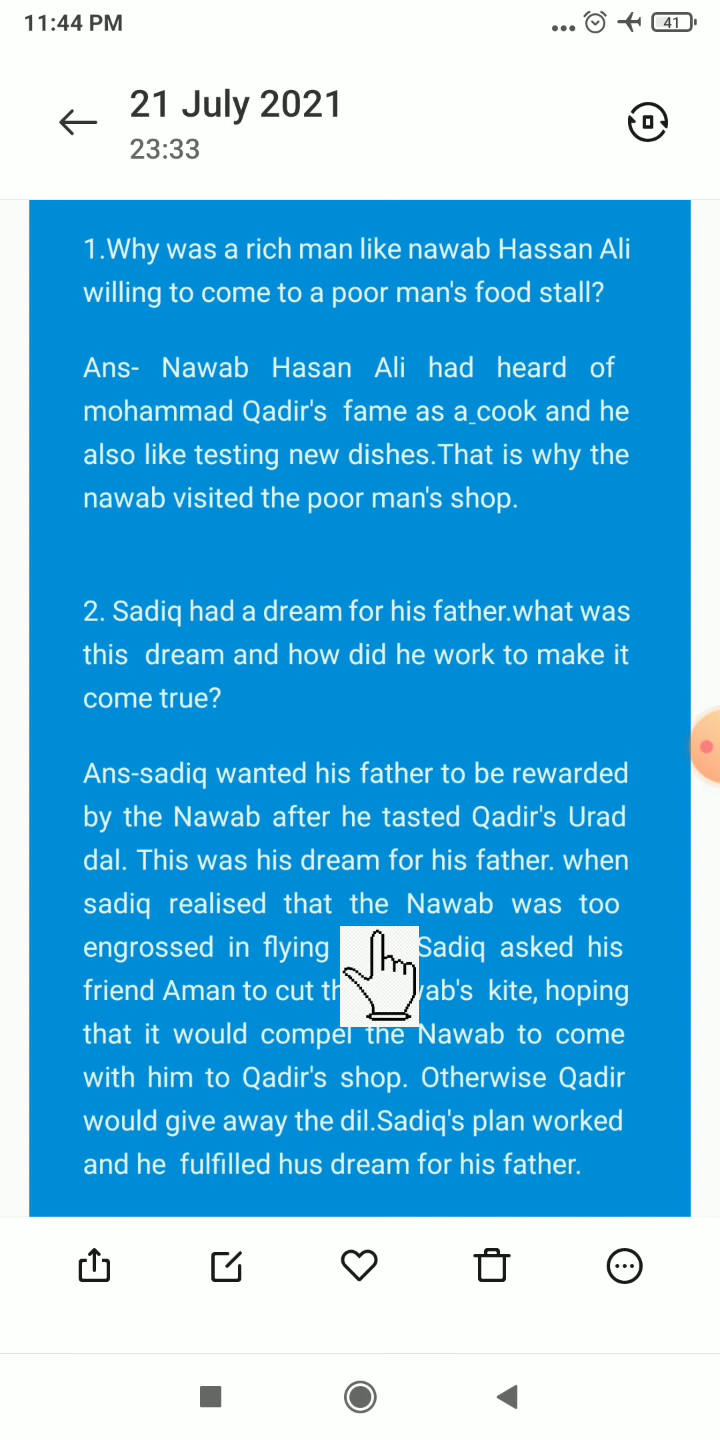 11:44 PM
41
21 July 2021
23:33
1.Why was a rich man like nawab Hassan Ali
willing to come to a poor man's food stall?
Ans- Nawab Hasan Ali had heard of
mohammad Qadir's fame as a_cook and he
also like testing new dishes.That is why the
nawab visited the poor man's shop.
2. Sadiq had a dream for his father.what was
this dream and how did he work to make it
come true?
Ans-sadiq wanted his father to be rewarded
by the Nawab after he tasted Qadir's Urad
dal. This was his dream for his father. when
sadiq realised that the Nawab was too
engrossed in flying Sadiq asked his
friend Aman to cut kite, hoping
that it would compel the Nawab to come
with him to Qadir's shop. Otherwise Qadir
would give away the dil.Sadiq's plan worked
and he fulfilled hus dream for his father.